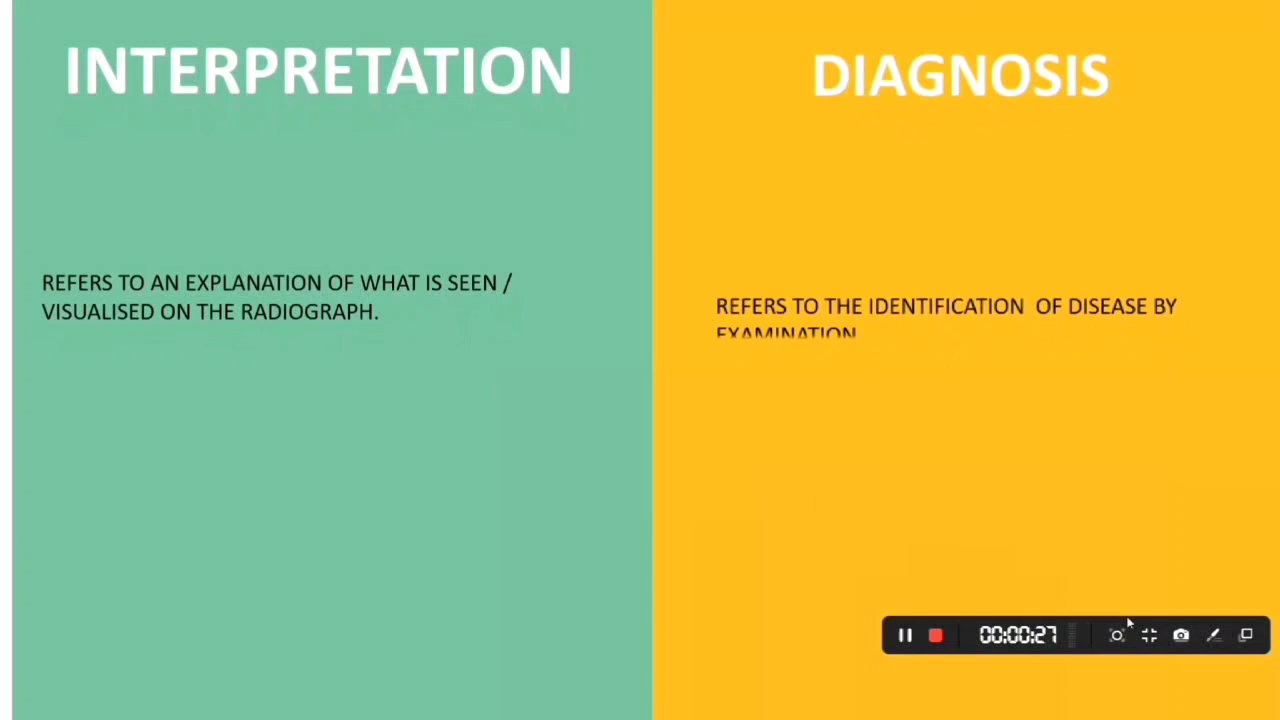 INTERPRETATION
REFERS TO AN EXPLANATION OF WHAT IS SEEN /
VISUALISED ON THE RADIOGRAPH.
DIAGNOSIS
REFERS TO THE IDENTIFICATION OF DISEASE BY
EXAMINATION
00:00:27